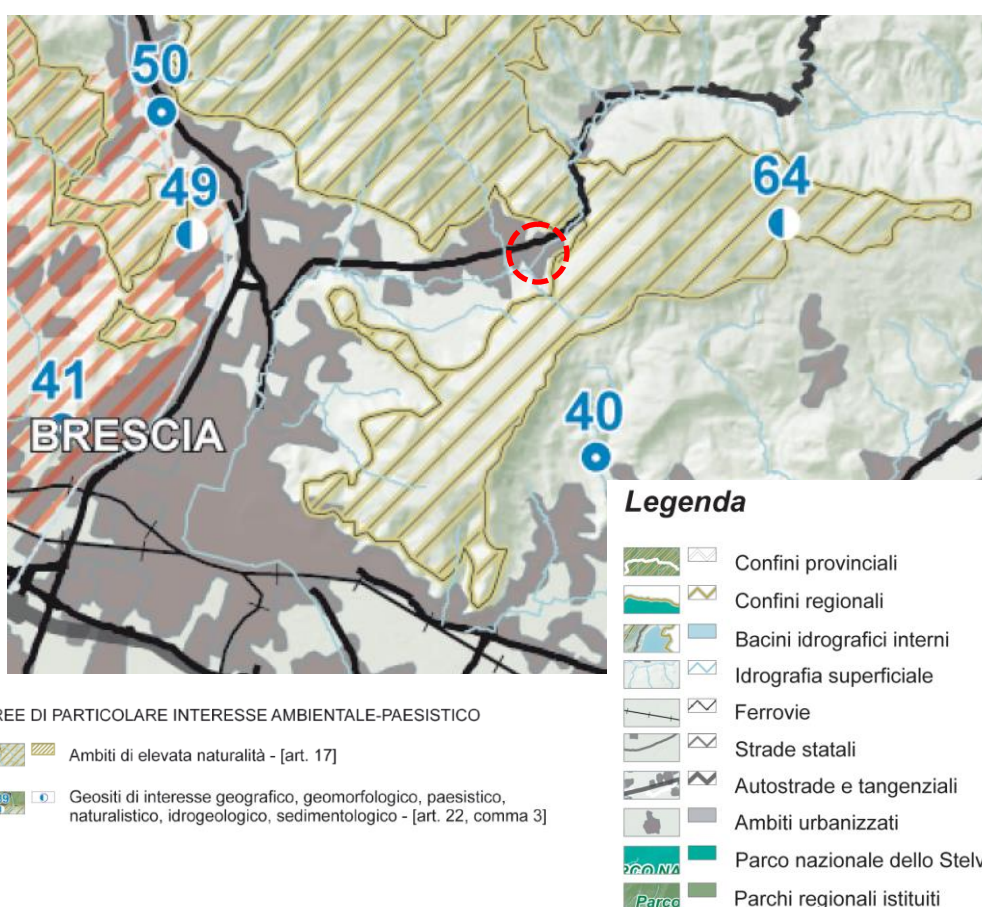 50
49
64
41
BRESCIA
40
Legenda
Confini provinciali
Confini regionali
Bacini idrografici interni
Idrografia superficiale
Ferrovie
Strade statali
Autostrade e tangenziali
Ambiti urbanizzati
Parco nazionale dello Stelv
Parco
Parchi regionali istituiti
REE DI PARTICOLARE INTERESSE AMBIENTALE-PAESISTICO
Ambiti di elevata naturalità - [art. 17]
Geositi di interesse geografico, geomorfologico, paesistico,
naturalistico, idrogeologico, sedimentologico - [art. 22, comma 3]